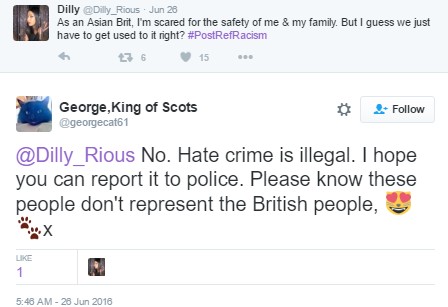 Dilly @Dilly_Rious · Jun 26
As an Asian Brit, I'm scared for the safety of me & my family. But I guess we just
have to get used to it right? #PostRefRacism
6 15
George,King of Scots
@georgecat61
Follow
@Dilly_Rious No. Hate crime is illegal. I hope
you can report it to police. Please know these
people don't represent the British people, 😻
🐾x
LIKE
1
5:46 AM - 26 Jun 2016